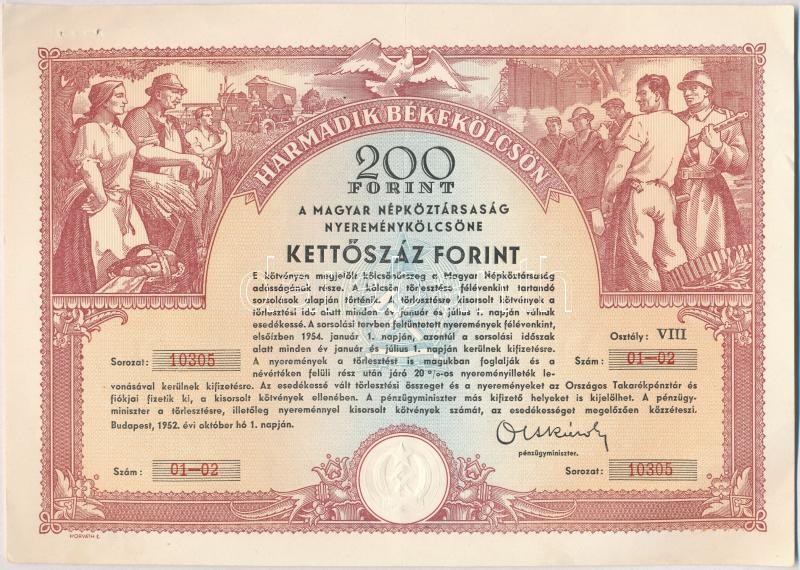 HARMADIK BÉKEKÖLCSÖN
200
FORINT
A MAGYAR NÉPKÖZTÁRSASÁG
NYEREMÉNYKÖLCSÖNE
KETTŐSZÁZ FORINT
E kötvényen megjelölt kölcsönösszeg a Magyar Népköztársaság
adósságának része. A kölcsön törlesztése félévenkint tartandó
sorsolások alapján történik. A törlesztésre kisorsolt kötvények a
törlesztési idő alatt minden év január és július 1. napján válnak
esedékessé. A sorsolási tervben feltüntetett nyeremények félévenkint,
elsőízben 1954. január 1. napján, azontúl a sorsolási időszak
alatt minden év január és július 1. napján kerülnek kifizetésre.
A nyeremények a törlesztést is magukban foglalják és a
névértéken felüli rész után járó 20%-os nyereményilleték le-
vonásával kerülnek kifizetésre. Az esedékessé vált törlesztési összeget és a nyereményeket az Országos Takarékpénztár és
fiókjai fizetik ki, a kisorsolt kötvények ellenében. A pénzügyminiszter más kifizető helyeket is kijelölhet. A pénzügy-
miniszter a törlesztésre, illetőleg nyereménnyel kisorsolt kötvények számát, az esedékességet megelőzően közzéteszi.
Budapest, 1952. évi október hó 1. napján.
Osztály: VIII
Sorozat: 10305
Szám: 01-02
pénzügyminiszter.
Szám: 01-02
Sorozat: 10305
HORVÁTH E.